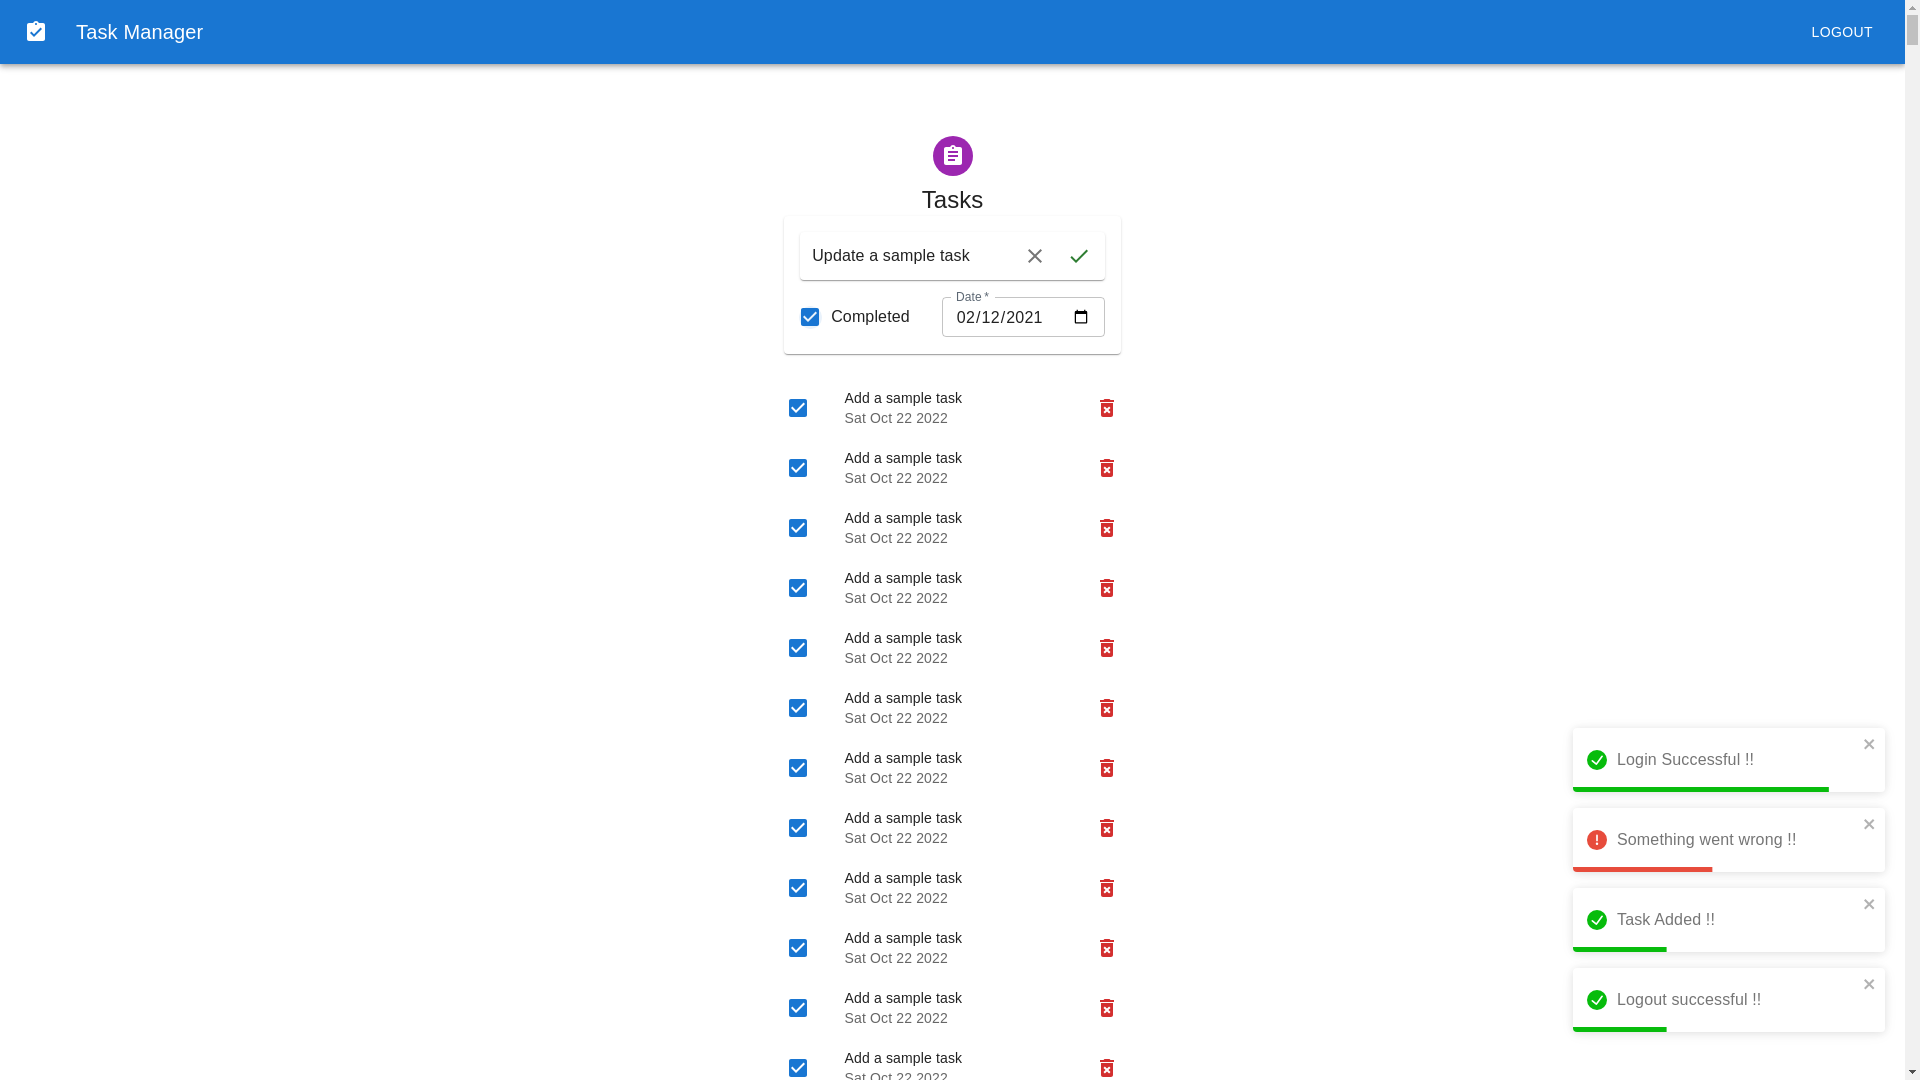 Task Manager
LOGOUT
Tasks
Update a sample task
Date *
Completed
02/12/2021
Add a sample task
Sat Oct 22 2022
Add a sample task
Sat Oct 22 2022
Add a sample task
Sat Oct 22 2022
Add a sample task
Sat Oct 22 2022
Add a sample task
Sat Oct 22 2022
Add a sample task
Sat Oct 22 2022
Add a sample task
Sat Oct 22 2022
Add a sample task
Sat Oct 22 2022
Add a sample task
Sat Oct 22 2022
Add a sample task
Sat Oct 22 2022
Add a sample task
Sat Oct 22 2022
Add a sample task
Sat Oct 22 2022
Login Successful !!
Something went wrong !!
Task Added !!
Logout successful !!